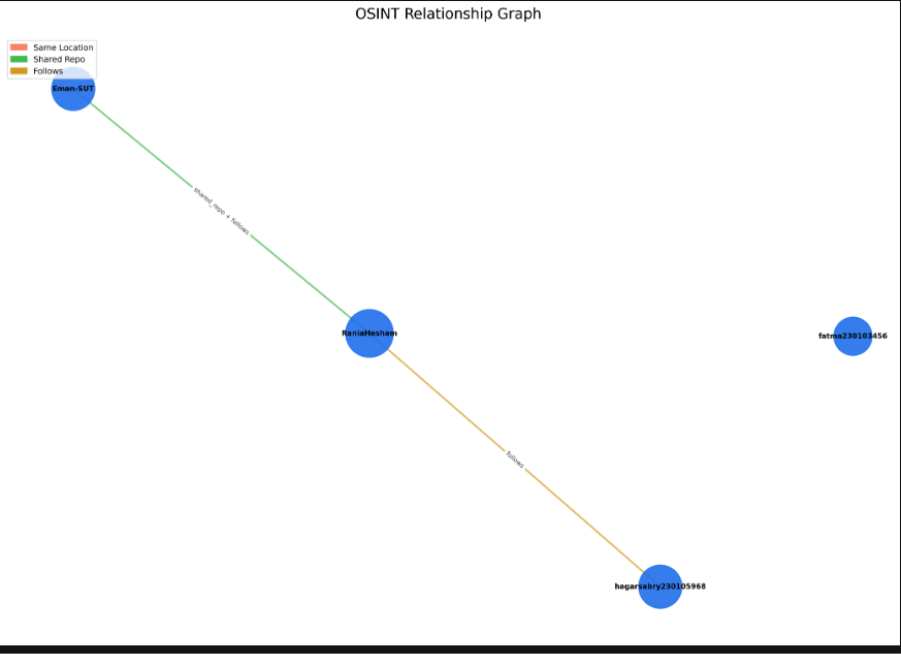 OSINT Relationship Graph
Same Location
Shared Repo
Follows
Eman-SUT
shared_repo + follows
RaniaHesham
fatma230103456
follows
hagarsabry230105968